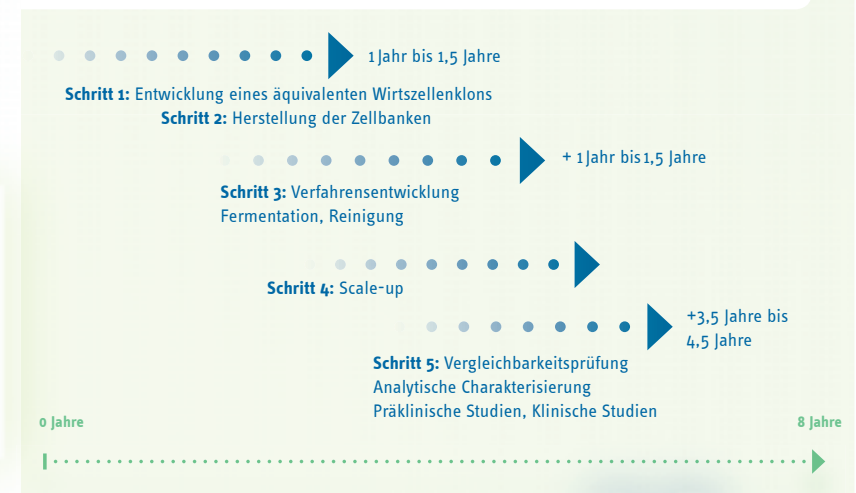 1 Jahr bis 1,5 Jahre
Schritt 1: Entwicklung eines äquivalenten Wirtszellenklons
Schritt 2: Herstellung der Zellbanken
+ 1 Jahr bis 1,5 Jahre
Schritt 3: Verfahrensentwicklung
Fermentation, Reinigung
Schritt 4: Scale-up
+3,5 Jahre bis
4,5 Jahre
Schritt 5: Vergleichbarkeitsprüfung
Analytische Charakterisierung
Präklinische Studien, Klinische Studien
0 Jahre
8 Jahre